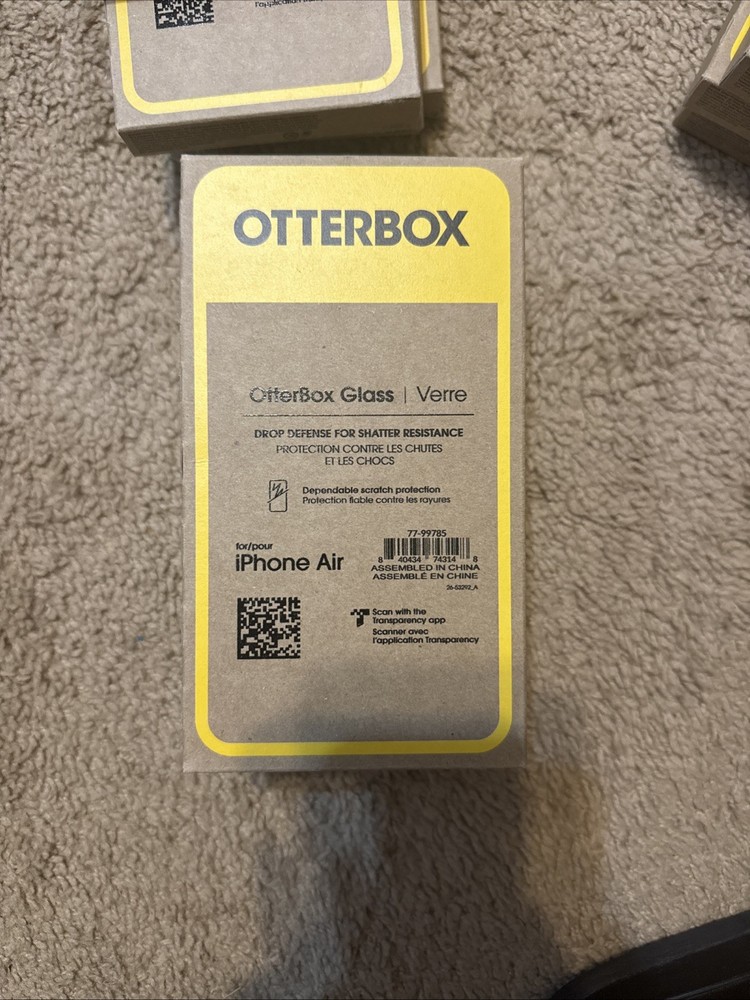 OTTERBOX
OtterBox Glass | Verre
DROP DEFENSE FOR SHATTER RESISTANCE
PROTECTION CONTRE LES CHUTES
ET LES CHOCS
Dependable scratch protection
Protection fiable contre les rayures
for/pour
iPhone Air
77-99785
8 40434 74314 8
ASSEMBLED IN CHINA
ASSEMBLÉ EN CHINE
26-53292_A
Scan with the
Transparency app
Scanner avec
l'application Transparency